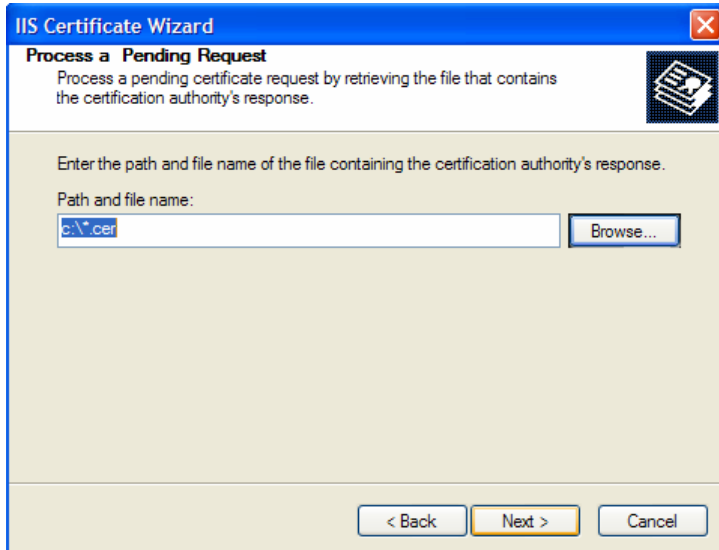 IIS Certificate Wizard
Process a Pending Request
Process a pending certificate request by retrieving the file that contains
the certification authority's response.
Enter the path and file name of the file containing the certification authority's response.
Path and file name:
c:\*.cer
Browse...
< Back
Next >
Cancel